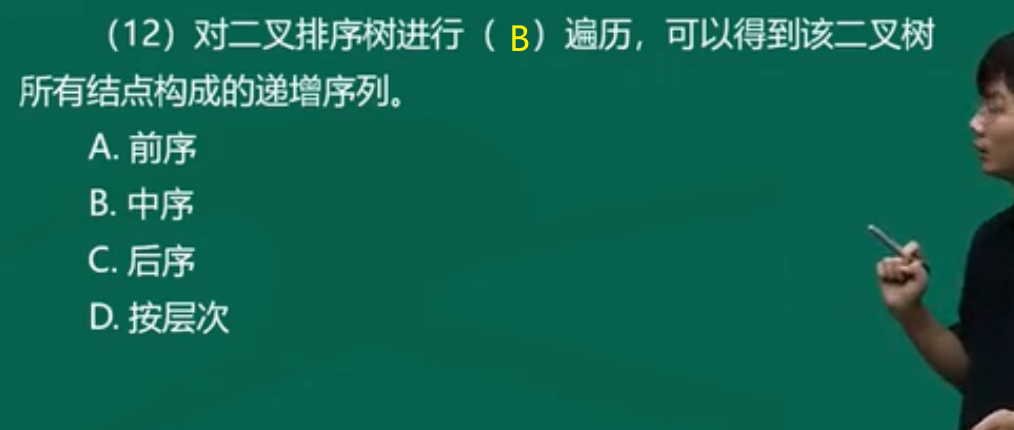 （12）对二叉排序树进行（ B）遍历，可以得到该二叉树
所有结点构成的递增序列。
A. 前序
B. 中序
C. 后序
D. 按层次